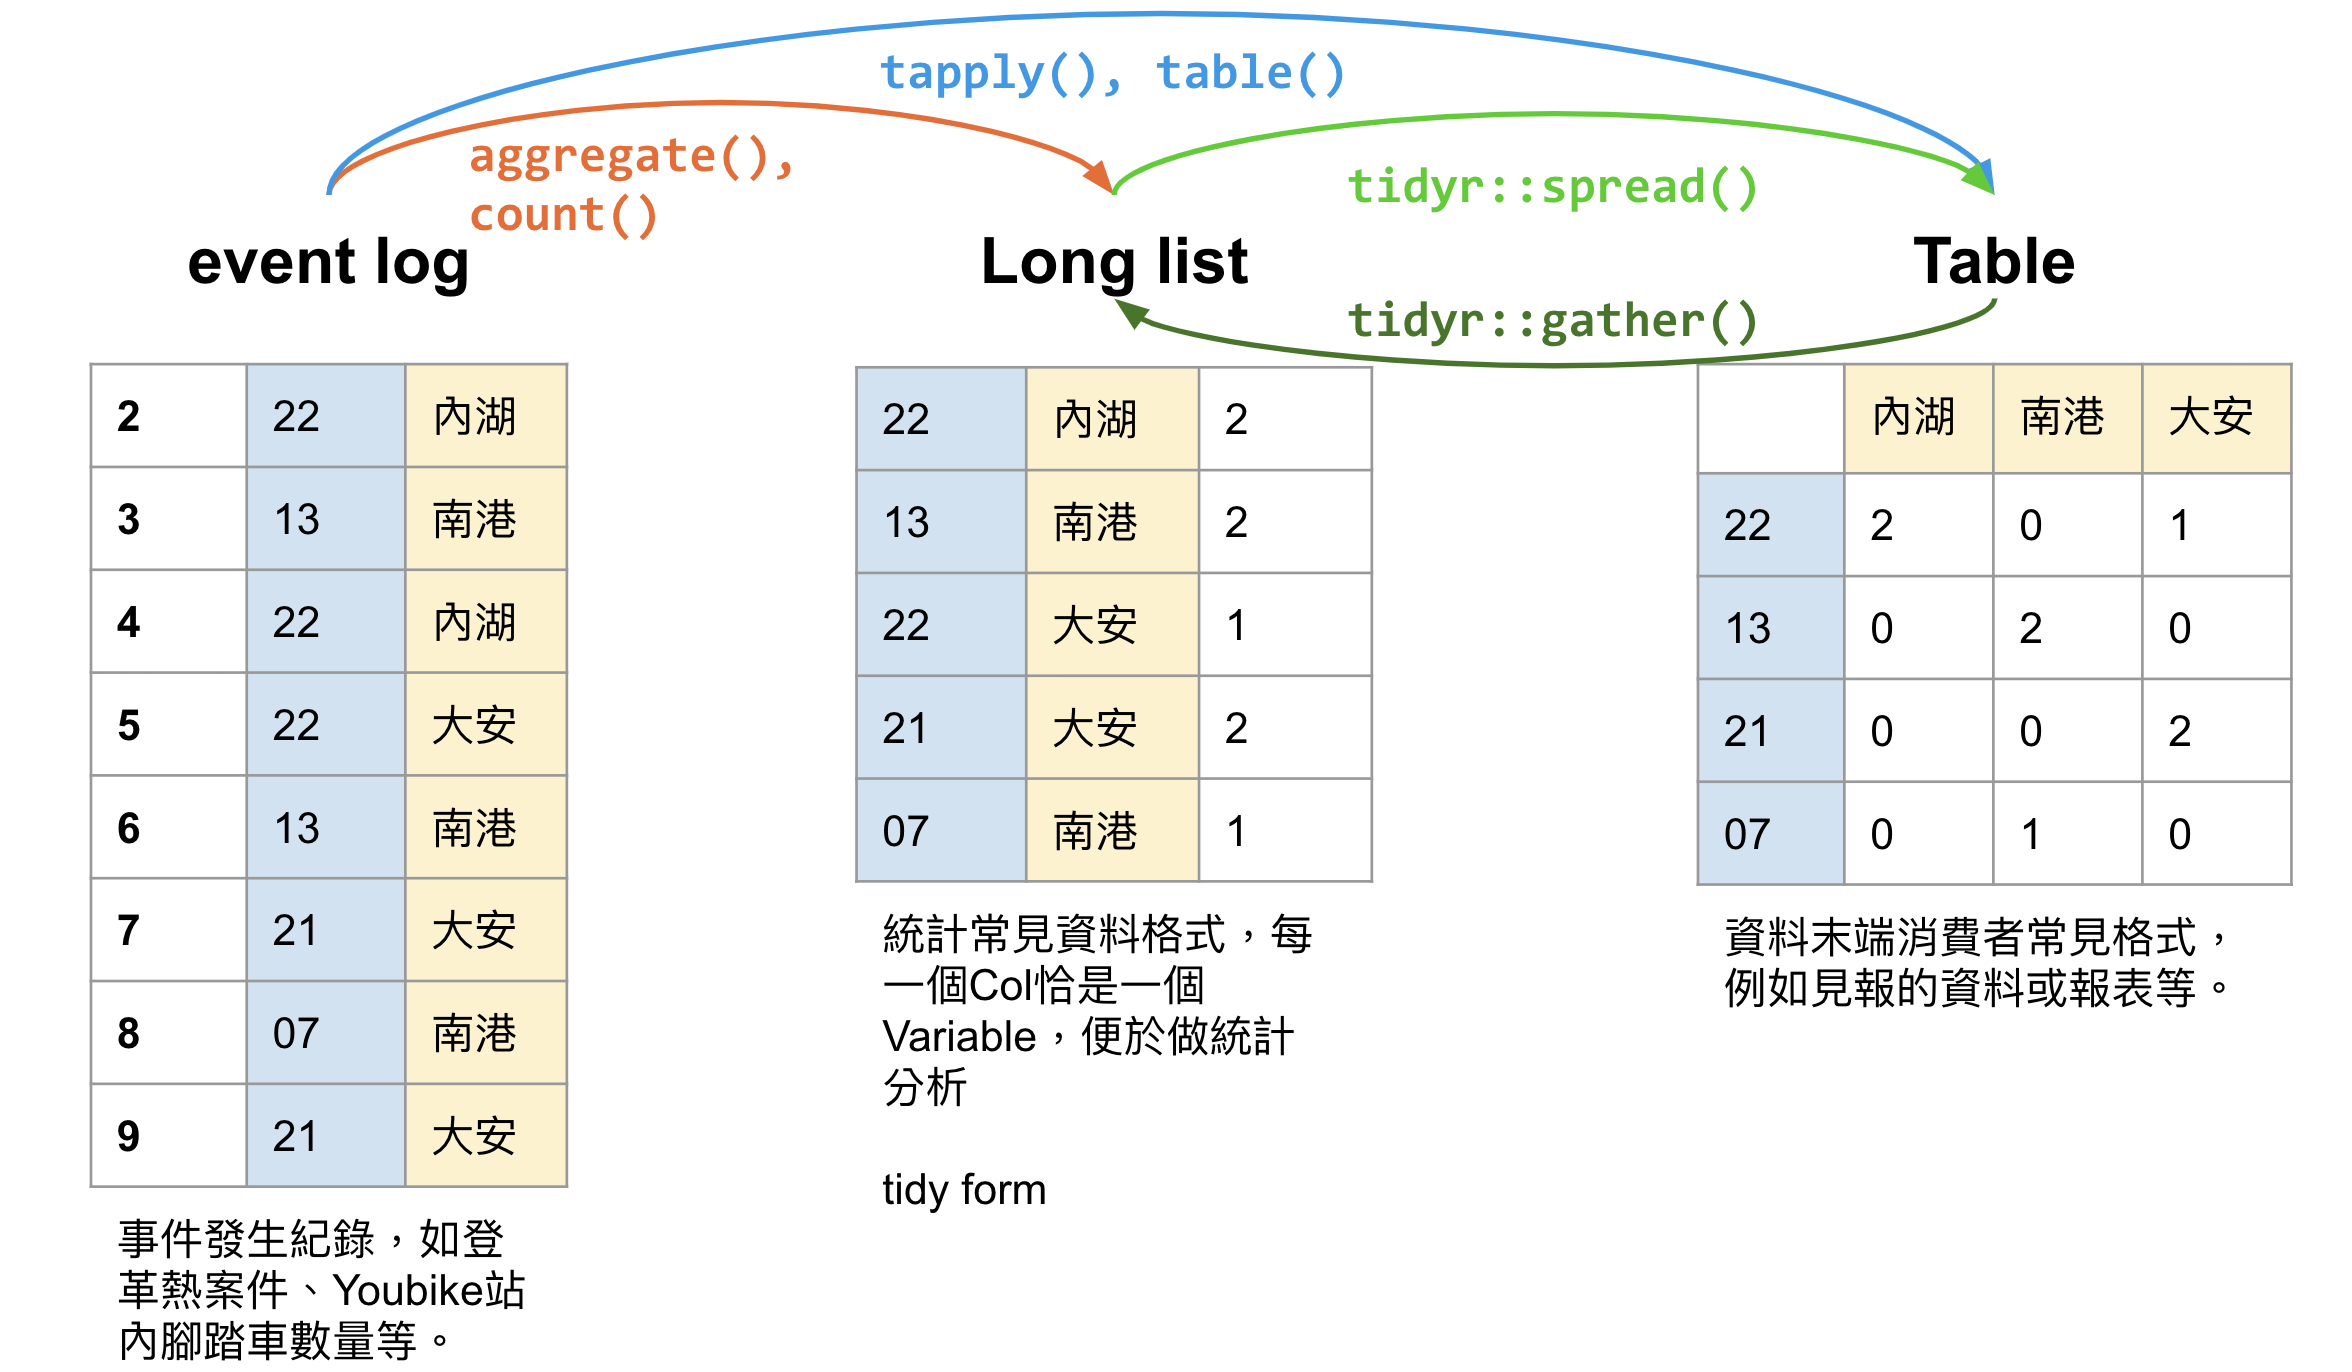 tapply(), table()
aggregate(),
count()
tidyr::spread()
event log
Long list
Table
tidyr::gather()
2 22 內湖
3 13 南港
4 22 內湖
5 22 大安
6 13 南港
7 21 大安
8 07 南港
9 21 大安
事件發生紀錄，如登
革熱案件、Youbike站
內腳踏車數量等。
22 內湖 2
13 南港 2
22 大安 1
21 大安 2
07 南港 1
統計常見資料格式，每
一個Col恰是一個
Variable，便於做統計
分析
tidy form
內湖 南港 大安
22 2 0 1
13 0 2 0
21 0 0 2
07 0 1 0
資料末端消費者常見格式，
例如見報的資料或報表等。